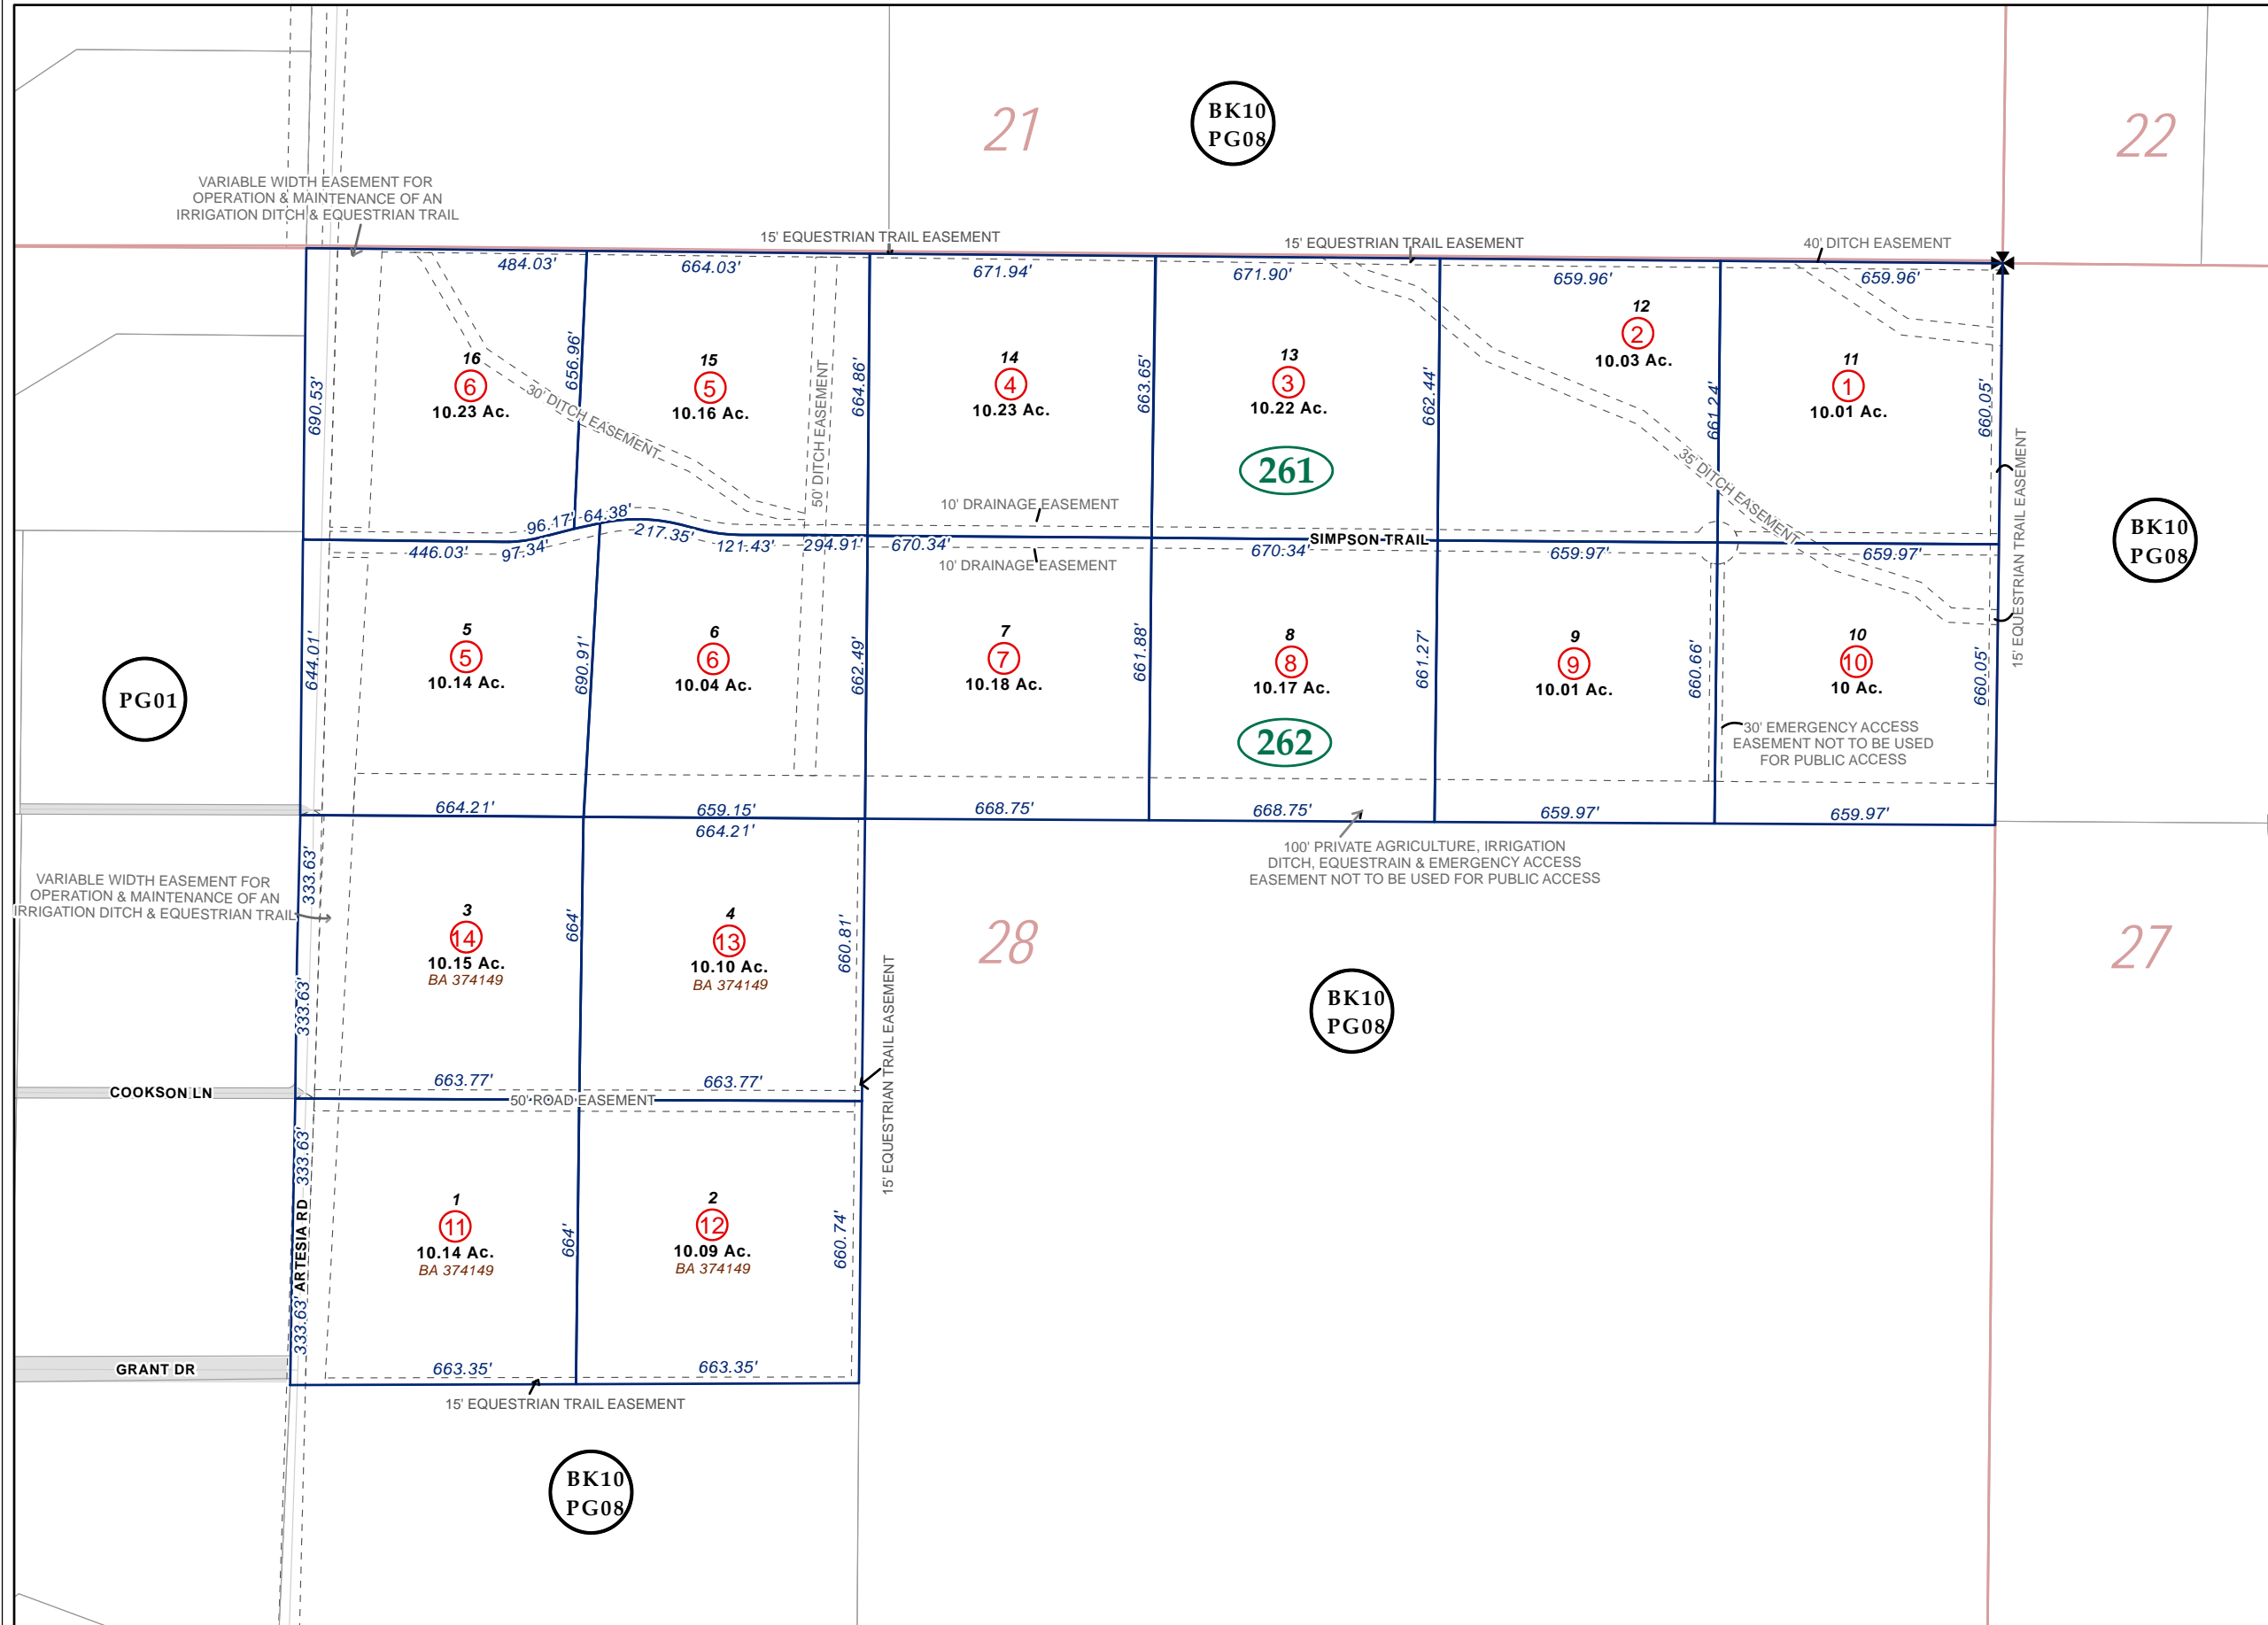 21
BK10
PG08
22
VARIABLE WIDTH EASEMENT FOR
OPERATION & MAINTENANCE OF AN
IRRIGATION DITCH & EQUESTRIAN TRAIL
15' EQUESTRIAN TRAIL EASEMENT
15' EQUESTRIAN TRAIL EASEMENT
40' DITCH EASEMENT
484.03'
664.03'
671.94'
671.90'
659.96'
659.96'
16
6
10.23 Ac.
15
5
10.16 Ac.
14
4
10.23 Ac.
13
3
10.22 Ac.
12
2
10.03 Ac.
11
1
10.01 Ac.
690.53'
656.96'
664.86'
663.65'
662.44'
661.24'
660.05'
30' DITCH EASEMENT
50' DITCH EASEMENT
35' DITCH EASEMENT
15' EQUESTRIAN TRAIL EASEMENT
261
10' DRAINAGE EASEMENT
96.17'
64.38'
217.35'
446.03'
97.34'
121.43'
294.91'
670.34'
670.34'
SIMPSON TRAIL
659.97'
659.97'
10' DRAINAGE EASEMENT
BK10
PG08
PG01
644.01'
690.91'
662.49'
661.88'
661.27'
660.66'
660.05'
5
5
10.14 Ac.
6
6
10.04 Ac.
7
7
10.18 Ac.
8
8
10.17 Ac.
9
9
10.01 Ac.
10
10
10 Ac.
262
30' EMERGENCY ACCESS
EASEMENT NOT TO BE USED
FOR PUBLIC ACCESS
664.21'
659.15'
668.75'
668.75'
659.97'
659.97'
664.21'
100' PRIVATE AGRICULTURE, IRRIGATION
DITCH, EQUESTRAIN & EMERGENCY ACCESS
EASEMENT NOT TO BE USED FOR PUBLIC ACCESS
VARIABLE WIDTH EASEMENT FOR
OPERATION & MAINTENANCE OF AN
IRRIGATION DITCH & EQUESTRIAN TRAIL
333.63'
333.63'
3
14
10.15 Ac.
BA 374149
664'
4
13
10.10 Ac.
BA 374149
660.81'
15' EQUESTRIAN TRAIL EASEMENT
28
27
BK10
PG08
663.77'
663.77'
COOKSON LN
50' ROAD EASEMENT
333.63'
ARTESIA RD
333.63'
1
11
10.14 Ac.
BA 374149
664'
2
12
10.09 Ac.
BA 374149
660.74'
GRANT DR
663.35'
663.35'
15' EQUESTRIAN TRAIL EASEMENT
BK10
PG08